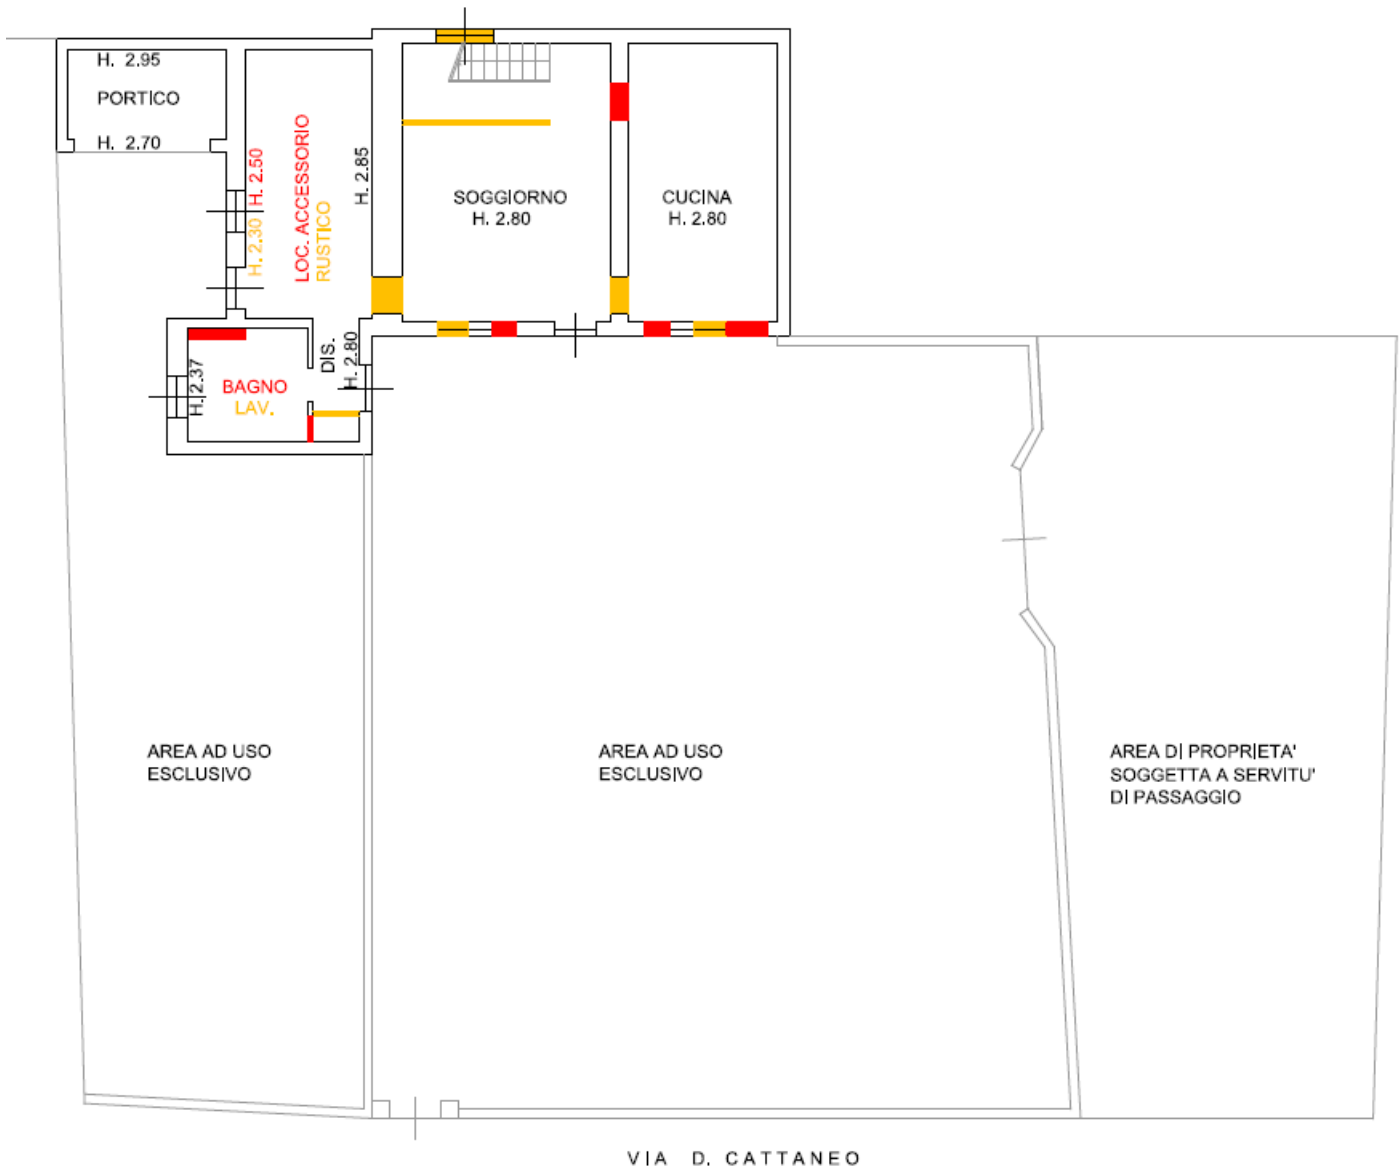 H. 2.95
PORTICO
H. 2.70
H. 2.50
H. 2.30
LOC. ACCESSORIO
RUSTICO
H. 2.85
SOGGIORNO
H. 2.80
CUCINA
H. 2.80
DIS.
H. 2.80
H. 2.37
BAGNO
LAV.
AREA AD USO
ESCLUSIVO
AREA AD USO
ESCLUSIVO
AREA DI PROPRIETA'
SOGGETTA A SERVITU'
DI PASSAGGIO
VIA D. CATTANEO